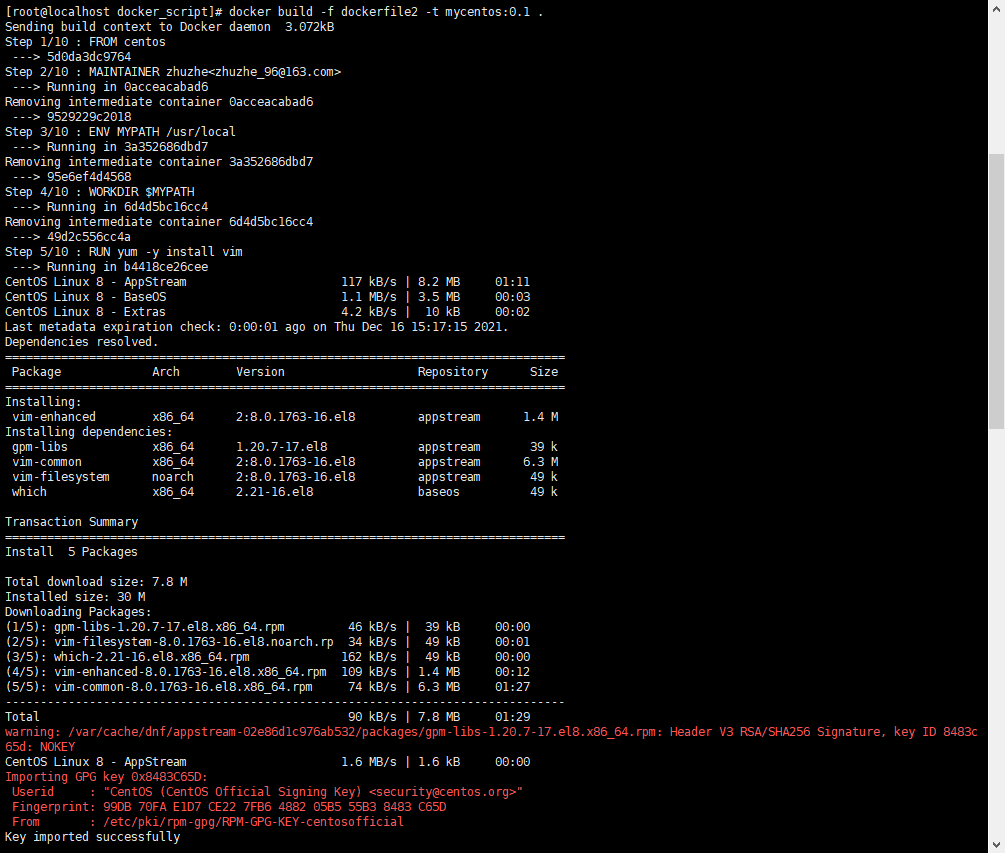 [root@localhost docker_script]# docker build -f dockerfile2 -t mycentos:0.1 .
Sending build context to Docker daemon  3.072kB
Step 1/10 : FROM centos
 ---> 5d0da3dc9764
Step 2/10 : MAINTAINER zhuzhe<zhuzhe_96@163.com>
 ---> Running in 0acceacabad6
Removing intermediate container 0acceacabad6
 ---> 9529229c2018
Step 3/10 : ENV MYPATH /usr/local
 ---> Running in 3a352686dbd7
Removing intermediate container 3a352686dbd7
 ---> 95e6ef4d4568
Step 4/10 : WORKDIR $MYPATH
 ---> Running in 6d4d5bc16cc4
Removing intermediate container 6d4d5bc16cc4
 ---> 49d2c556cc4a
Step 5/10 : RUN yum -y install vim
 ---> Running in b4418ce26cee
CentOS Linux 8 - AppStream                      117 kB/s | 8.2 MB     01:11
CentOS Linux 8 - BaseOS                         1.1 MB/s | 3.5 MB     00:03
CentOS Linux 8 - Extras                         4.2 kB/s |  10 kB     00:02
Last metadata expiration check: 0:00:01 ago on Thu Dec 16 15:17:15 2021.
Dependencies resolved.
================================================================================
 Package             Arch      Version                   Repository      Size
================================================================================
Installing:
 vim-enhanced        x86_64      2:8.0.1763-16.el8         appstream      1.4 M
Installing dependencies:
 gpm-libs            x86_64      1.20.7-17.el8             appstream       39 k
 vim-common          x86_64      2:8.0.1763-16.el8         appstream      6.3 M
 vim-filesystem      noarch      2:8.0.1763-16.el8         appstream       49 k
 which               x86_64      2.21-16.el8               baseos          49 k
Transaction Summary
================================================================================
Install  5 Packages
Total download size: 7.8 M
Installed size: 30 M
Downloading Packages:
(1/5): gpm-libs-1.20.7-17.el8.x86_64.rpm         46 kB/s |  39 kB     00:00
(2/5): vim-filesystem-8.0.1763-16.el8.noarch.rp  34 kB/s |  49 kB     00:01
(3/5): which-2.21-16.el8.x86_64.rpm             162 kB/s |  49 kB     00:00
(4/5): vim-enhanced-8.0.1763-16.el8.x86_64.rpm  109 kB/s | 1.4 MB     00:12
(5/5): vim-common-8.0.1763-16.el8.x86_64.rpm     74 kB/s | 6.3 MB     01:27
--------------------------------------------------------------------------------
Total                                            90 kB/s | 7.8 MB     01:29
warning: /var/cache/dnf/appstream-02e86d1c976ab532/packages/gpm-libs-1.20.7-17.el8.x86_64.rpm: Header V3 RSA/SHA256 Signature, key ID 8483c
65d: NOKEY
CentOS Linux 8 - AppStream                      1.6 MB/s | 1.6 kB     00:00
Importing GPG key 0x8483C65D:
 Userid     : "CentOS (CentOS Official Signing Key) <security@centos.org>"
 Fingerprint: 99DB 70FA E1D7 CE22 7FB6 4882 05B5 55B3 8483 C65D
 From       : /etc/pki/rpm-gpg/RPM-GPG-KEY-centosofficial
Key imported successfully